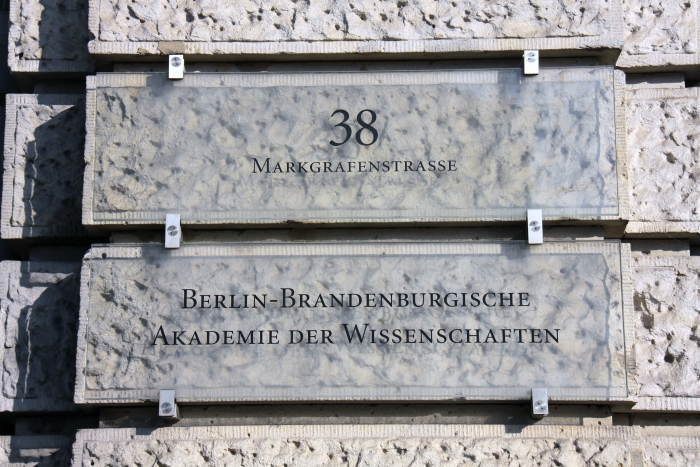 38
MARKGRAFENSTRASSE
BERLIN-BRANDENBURGISCHE
AKADEMIE DER WISSENSCHAFTEN